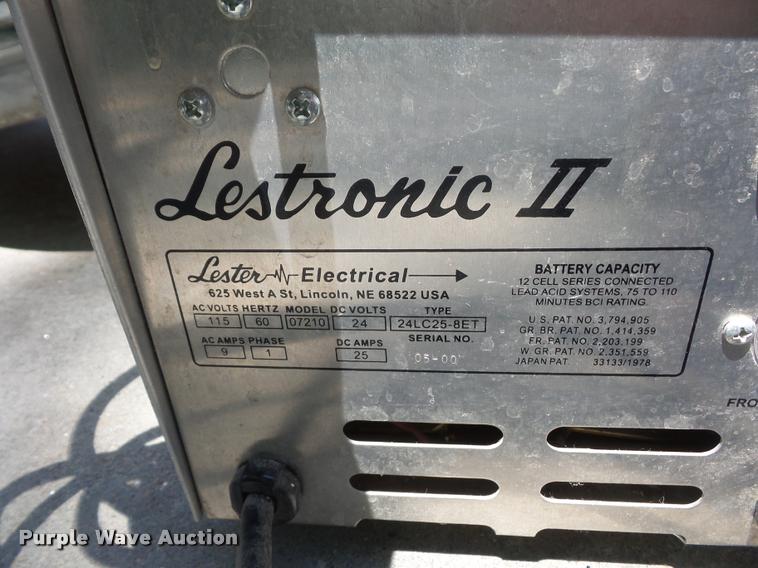 Lestronic II
Lester Electrical
625 West A St, Lincoln, NE 68522 USA
AC VOLTS HERTZ MODEL DC VOLTS TYPE
115 60 07210 24 24LC25-8ET
AC AMPS PHASE DC AMPS SERIAL NO.
9 1 25 05-00
BATTERY CAPACITY
12 CELL SERIES CONNECTED
LEAD ACID SYSTEMS, 75 TO 110
MINUTES BCI RATING.
U.S. PAT. NO. 3,794,905
GR. BR. PAT. NO. 1,414,359
FR. PAT. NO. 2,203,199
W. GR. PAT. NO. 2,351,559
JAPAN PAT. 33133/1978
FRO
Purple Wave Auction